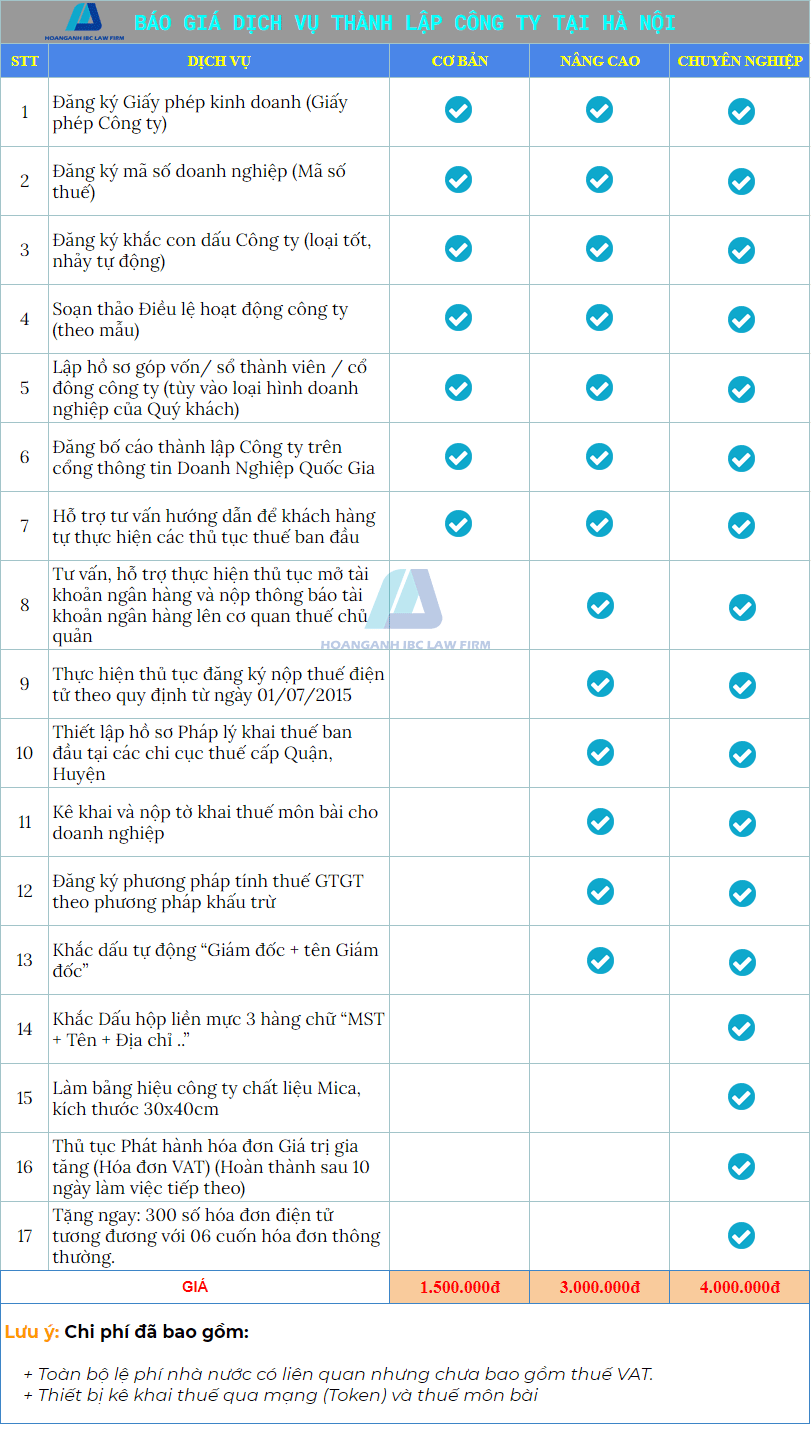 HOANGANH IBC LAW FIRM
BÁO GIÁ DỊCH VỤ THÀNH LẬP CÔNG TY TẠI HÀ NỘI
STT DỊCH VỤ CƠ BẢN NÂNG CAO CHUYÊN NGHIỆP
1 Đăng ký Giấy phép kinh doanh (Giấy
phép Công ty)
2 Đăng ký mã số doanh nghiệp (Mã số
thuế)
3 Đăng ký khắc con dấu Công ty (loại tốt,
nhảy tự động)
4 Soạn thảo Điều lệ hoạt động công ty
(theo mẫu)
5 Lập hồ sơ góp vốn/ sổ thành viên / cổ
đông công ty (tùy vào loại hình doanh
nghiệp của Quý khách)
6 Đăng bố cáo thành lập Công ty trên
cổng thông tin Doanh Nghiệp Quốc Gia
7 Hỗ trợ tư vấn hướng dẫn để khách hàng
tự thực hiện các thủ tục thuế ban đầu
8 Tư vấn, hỗ trợ thực hiện thủ tục mở tài
khoản ngân hàng và nộp thông báo tài
khoản ngân hàng lên cơ quan thuế chủ
quản
HOANGANH IBC LAW FIRM
9 Thực hiện thủ tục đăng ký nộp thuế điện
tử theo quy định từ ngày 01/07/2015
10 Thiết lập hồ sơ Pháp lý khai thuế ban
đầu tại các chi cục thuế cấp Quận,
Huyện
11 Kê khai và nộp tờ khai thuế môn bài cho
doanh nghiệp
12 Đăng ký phương pháp tính thuế GTGT
theo phương pháp khấu trừ
13 Khắc dấu tự động “Giám đốc + tên Giám
đốc”
14 Khắc Dấu hộp liền mực 3 hàng chữ “MST
+ Tên + Địa chỉ ..”
15 Làm bảng hiệu công ty chất liệu Mica,
kích thước 30x40cm
16 Thủ tục Phát hành hóa đơn Giá trị gia
tăng (Hóa đơn VAT) (Hoàn thành sau 10
ngày làm việc tiếp theo)
17 Tặng ngay: 300 số hóa đơn điện tử
tương đương với 06 cuốn hóa đơn thông
thường.
GIÁ 1.500.000đ 3.000.000đ 4.000.000đ
Lưu ý: Chi phí đã bao gồm:
+ Toàn bộ lệ phí nhà nước có liên quan nhưng chưa bao gồm thuế VAT.
+ Thiết bị kê khai thuế qua mạng (Token) và thuế môn bài